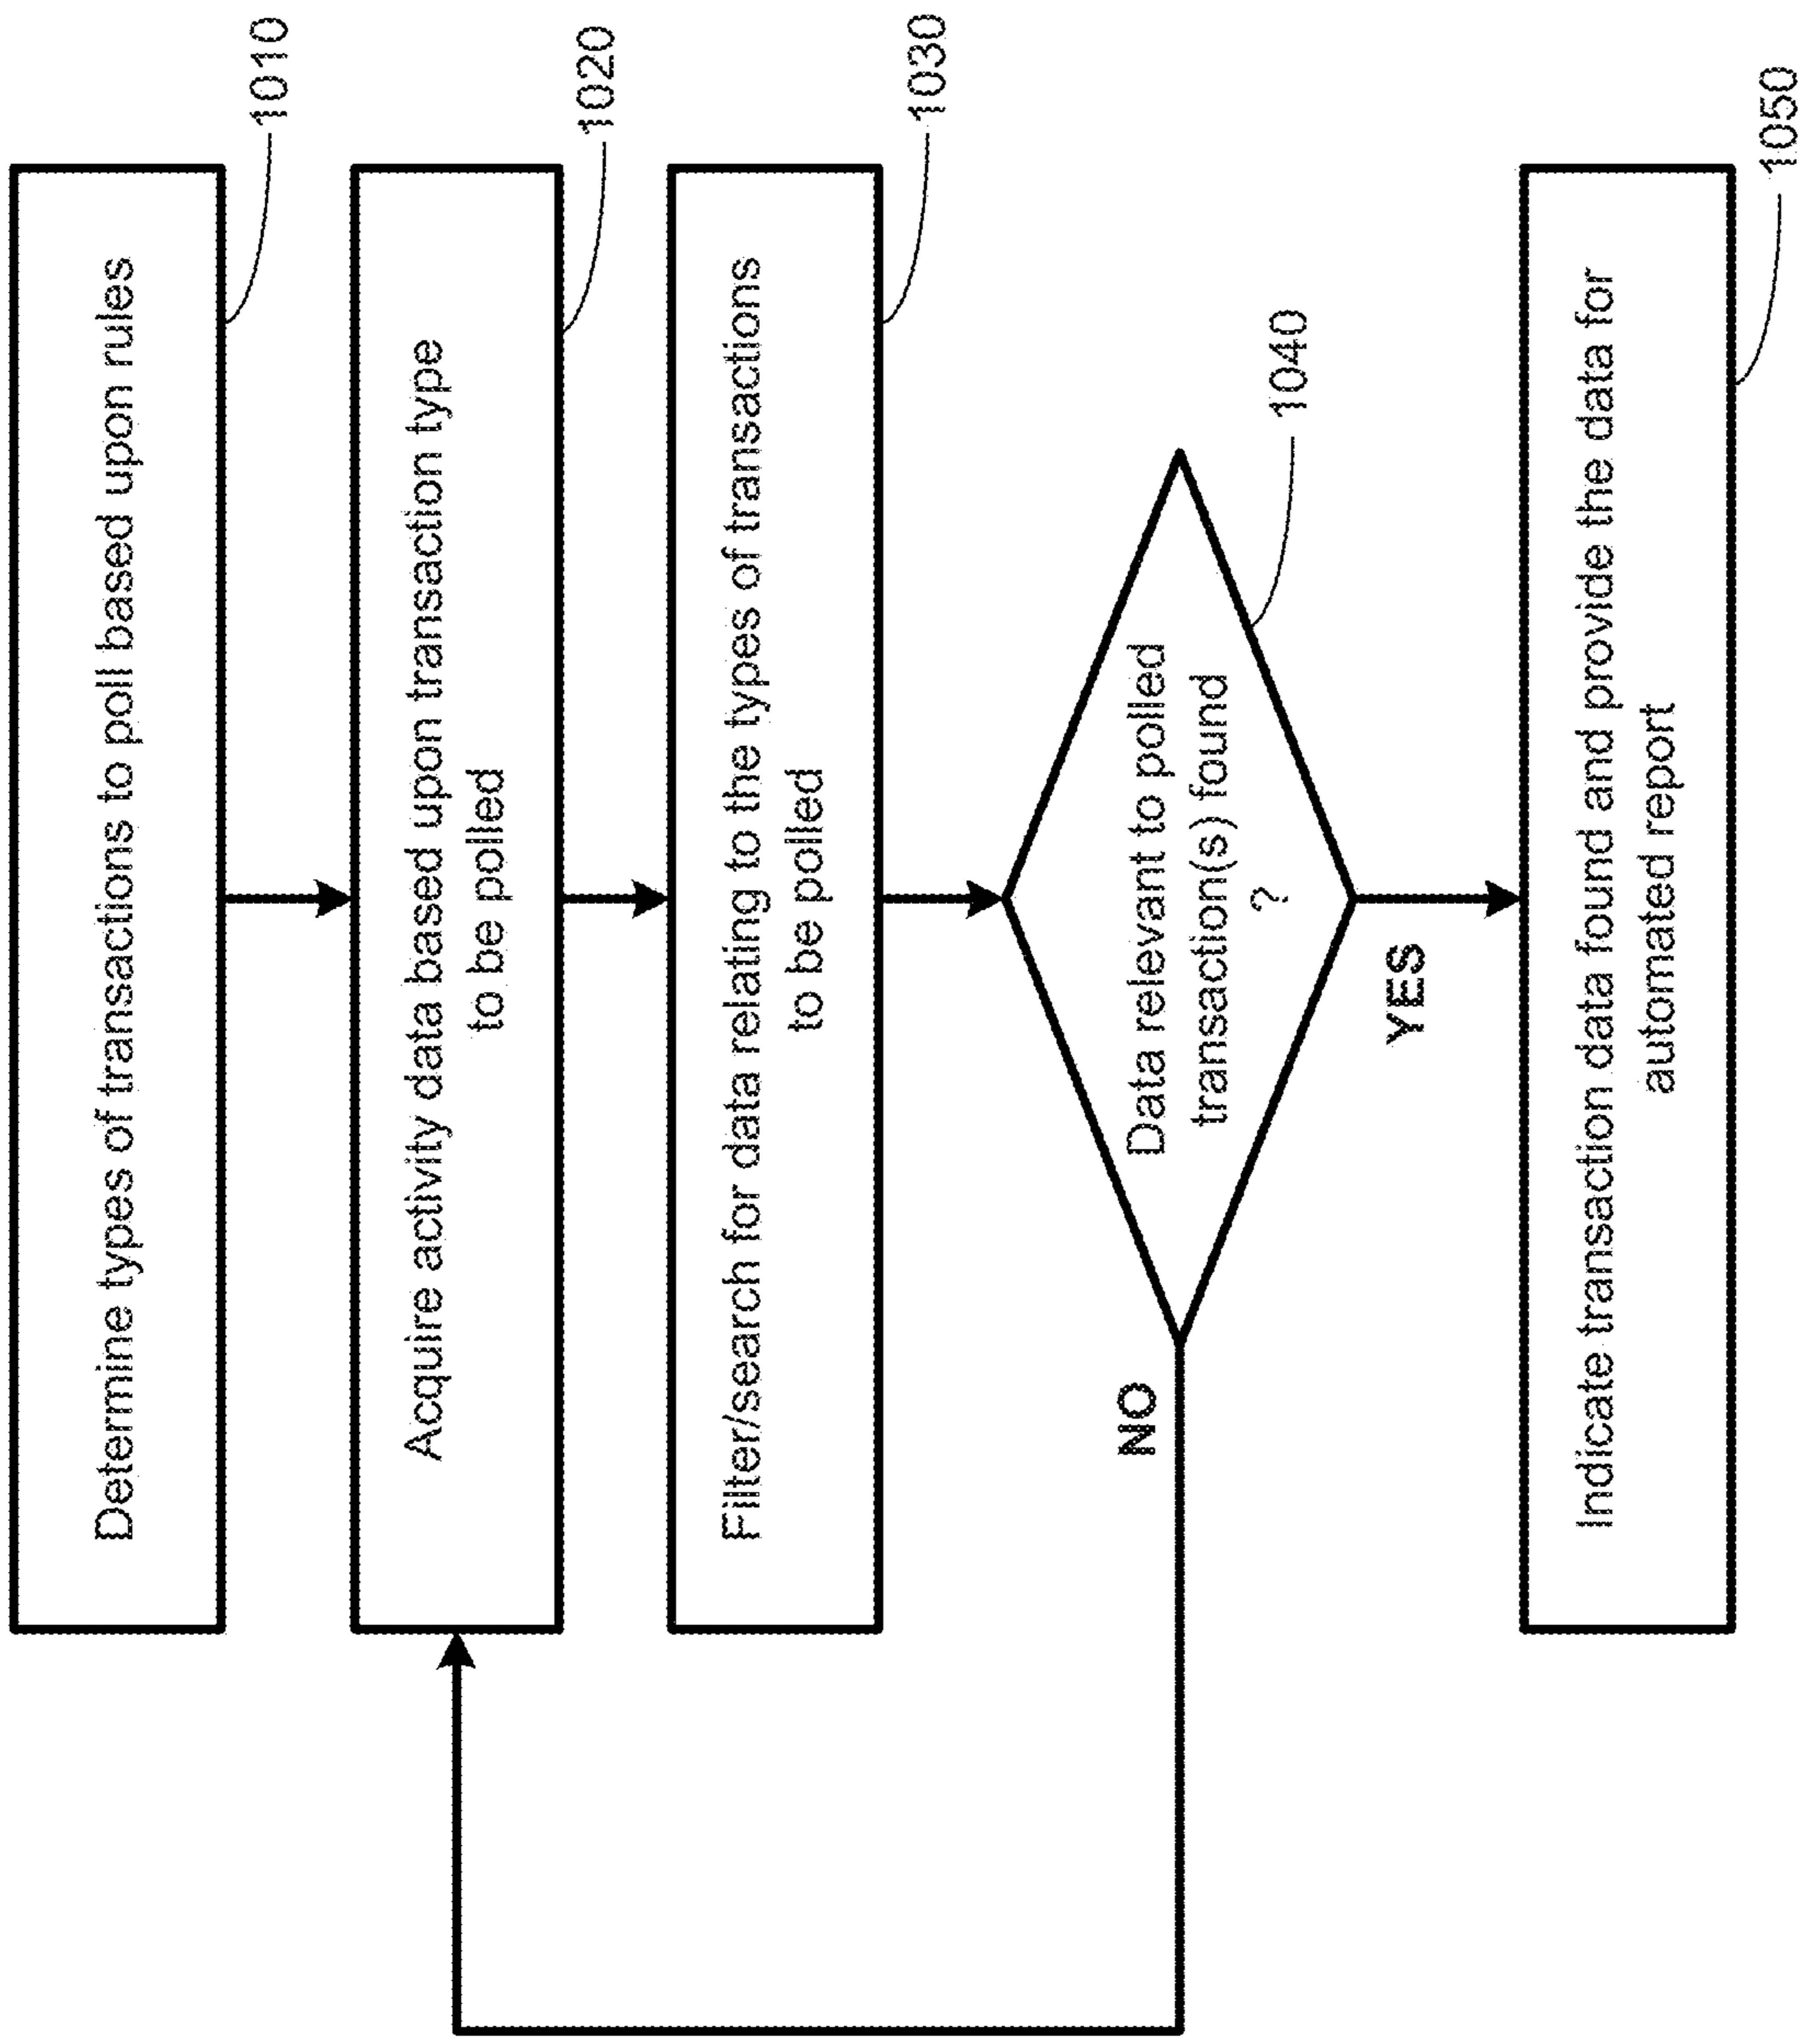 Determine types of transactions to poll based upon rules
1010
Acquire activity data based upon transaction type
to be polled
1020
Filter/search for data relating to the types of transactions
to be polled
1030
Data relevant to polled
transaction(s) found
?
1040
NO
YES
Indicate transaction data found and provide the data for
automated report
1050